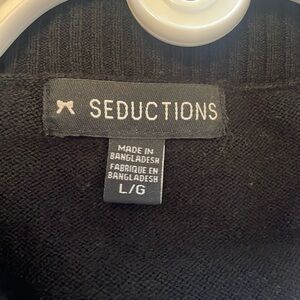 SEDUCTIONS
MADE IN
BANGLADESH
FABRIQUE EN
BANGLADESH
L/G